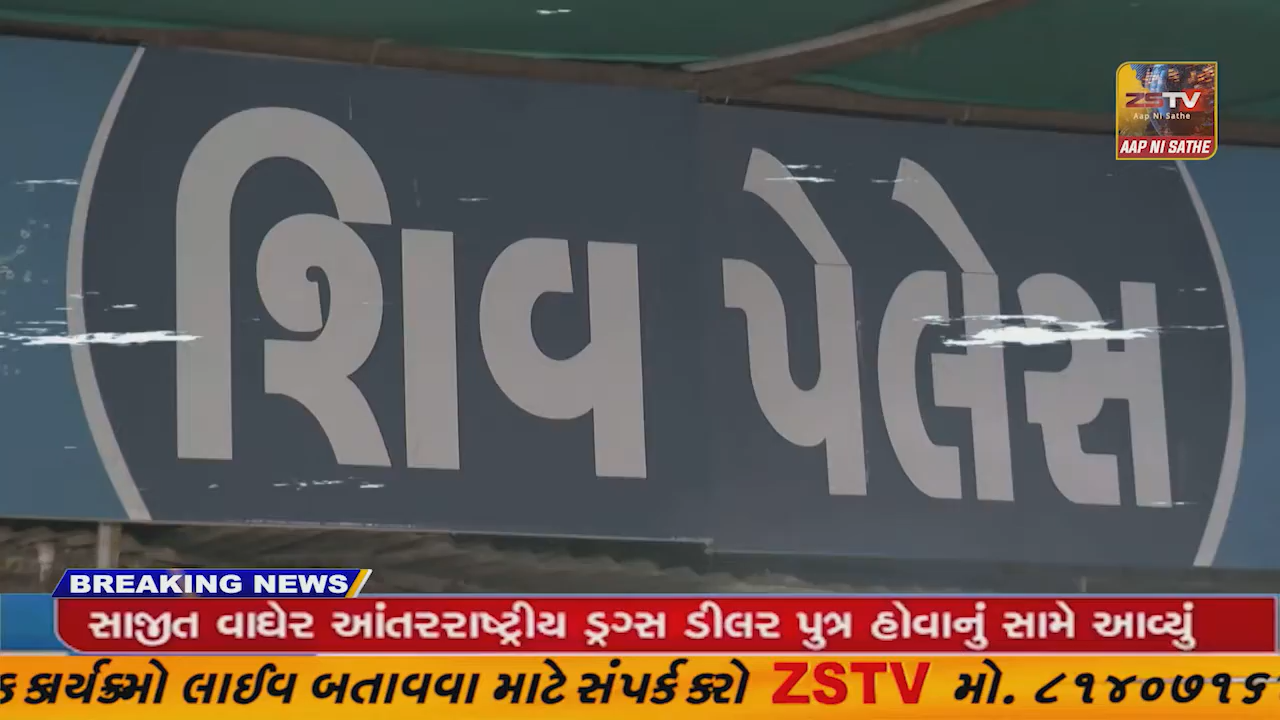 ZSTV
Aap Ni Sathe
AAP NI SATHE
શિવ પેલેસ
BREAKING NEWS
સાજીત વાઘેર આંતરરાષ્ટ્રીય ડ્રગ્સ ડીલર પુત્ર હોવાનું સામે આવ્યું
કાર્યક્રમો લાઈવ બતાવવા માટે સંપર્ક કરો ZSTV મો. ૮૧૪૦૭૧૬